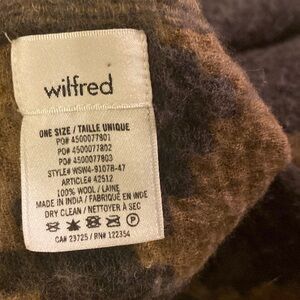 wilfred
ONE SIZE / TAILLE UNIQUE
PO# 4500077801
PO# 4500077802
PO# 4500077803
STYLE# WSW4-9107B-47
ARTICLE# 42512
100% WOOL / LAINE
MADE IN INDIA / FABRIQUÉ EN INDE
DRY CLEAN / NETTOYER À SEC
P
CA# 23725 / RN# 122354